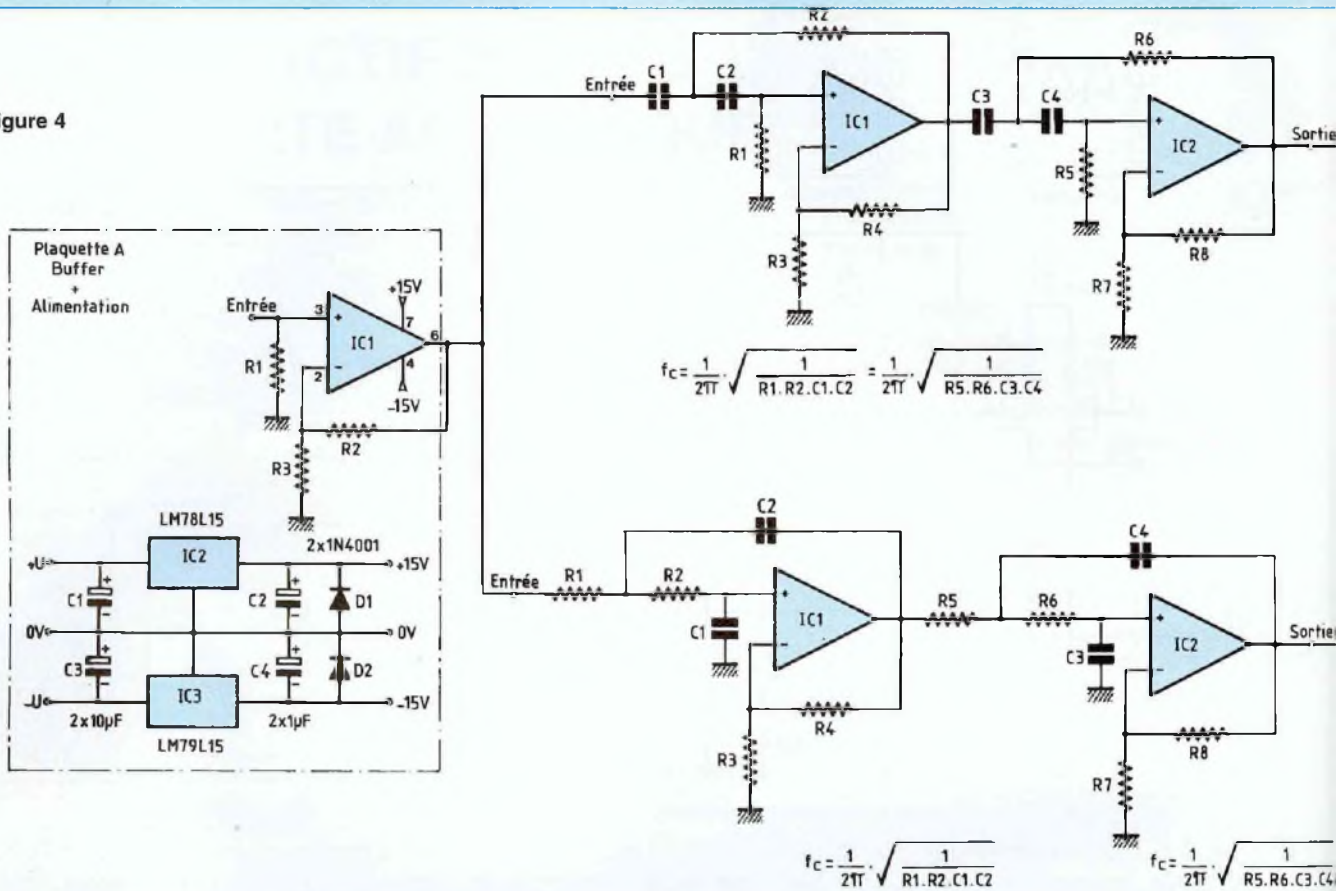 igure 4
Plaquette A
Buffer
+
Alimentation
Entrée
R1
3
+
2
-
IC1
+15V
7
6
4
-15V
R2
R3
LM78L15
IC2
2x1N4001
+U
+15V
C1
+
-
C2
+
-
D1
0V
0V
C3
+
-
C4
+
-
D2
-U
IC3
-15V
2x10µF
2x1µF
LM79L15
Entrée
C1
C2
R2
R1
+
-
IC1
R4
R3
C3
C4
R6
R5
+
-
IC2
Sortie
R8
R7
fc = 1/2π . √ 1/R1.R2.C1.C2 = 1/2π . √ 1/R5.R6.C3.C4
Entrée
R1
R2
C2
C1
+
-
IC1
R4
R3
R5
R6
C4
C3
+
-
IC2
Sortie
R8
R7
fc = 1/2π . √ 1/R1.R2.C1.C2
fc = 1/2π . √ 1/R5.R6.C3.C4